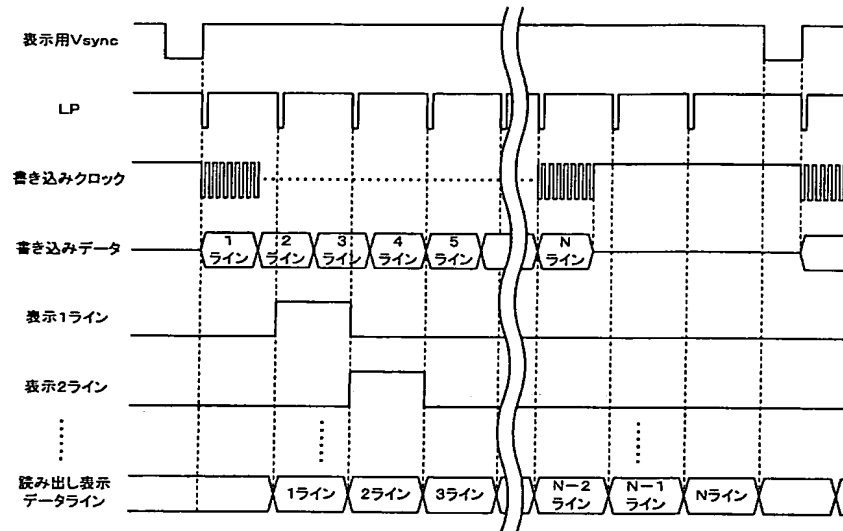 表示用Vsync
LP
書き込みクロック
書き込みデータ
1
ライン
2
ライン
3
ライン
4
ライン
5
ライン
N
ライン
表示1ライン
表示2ライン
読み出し表示
データライン
1ライン
2ライン
3ライン
N−2
ライン
N−1
ライン
Nライン